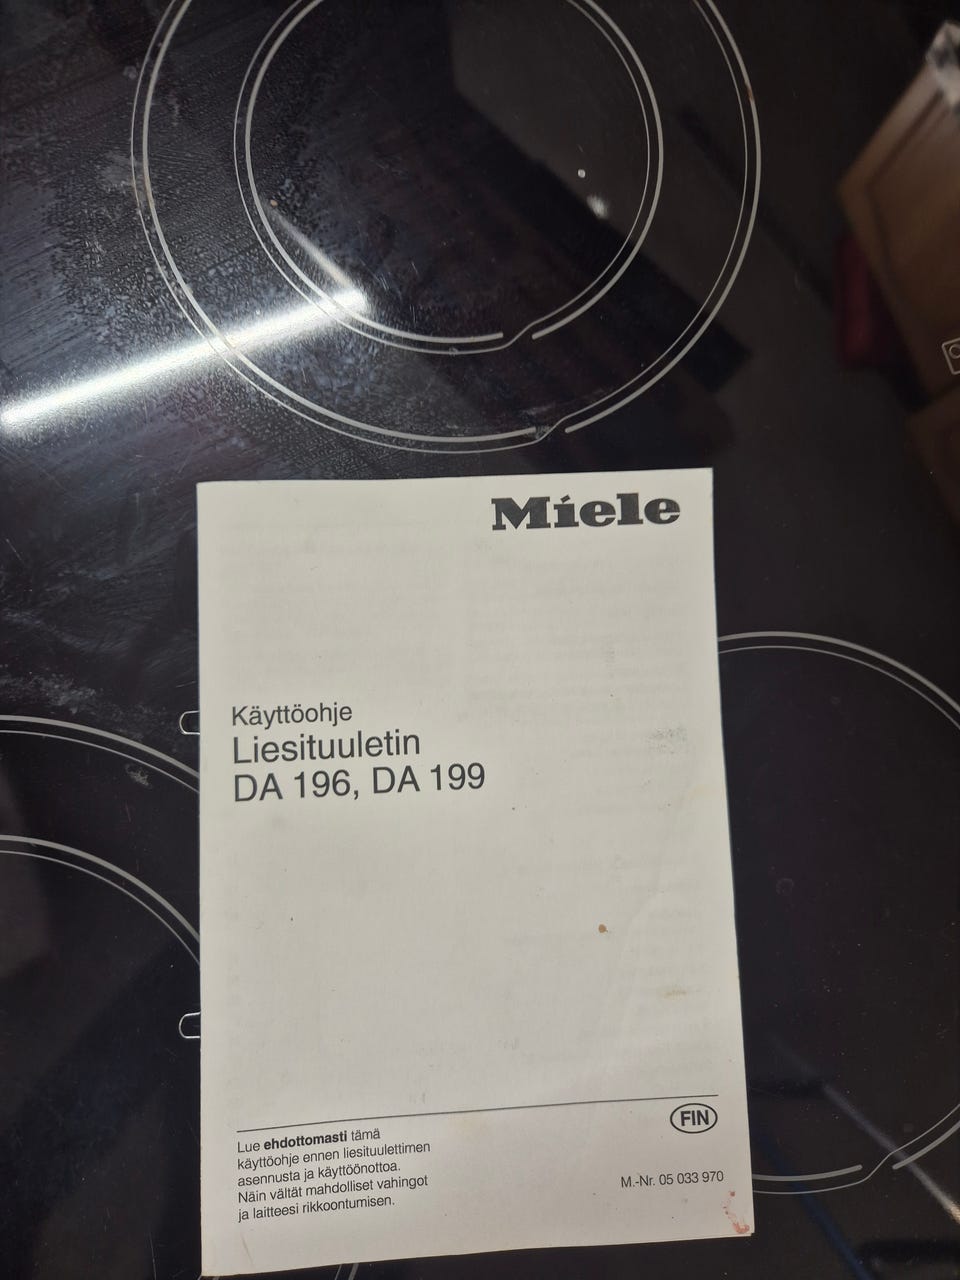 Miele
Käyttöohje
Liesituuletin
DA 196, DA 199
FIN
Lue ehdottomasti tämä
käyttöohje ennen liesituulettimen
asennusta ja käyttöönottoa.
Näin vältät mahdolliset vahingot
ja laitteesi rikkoontumisen.
M.-Nr. 05 033 970